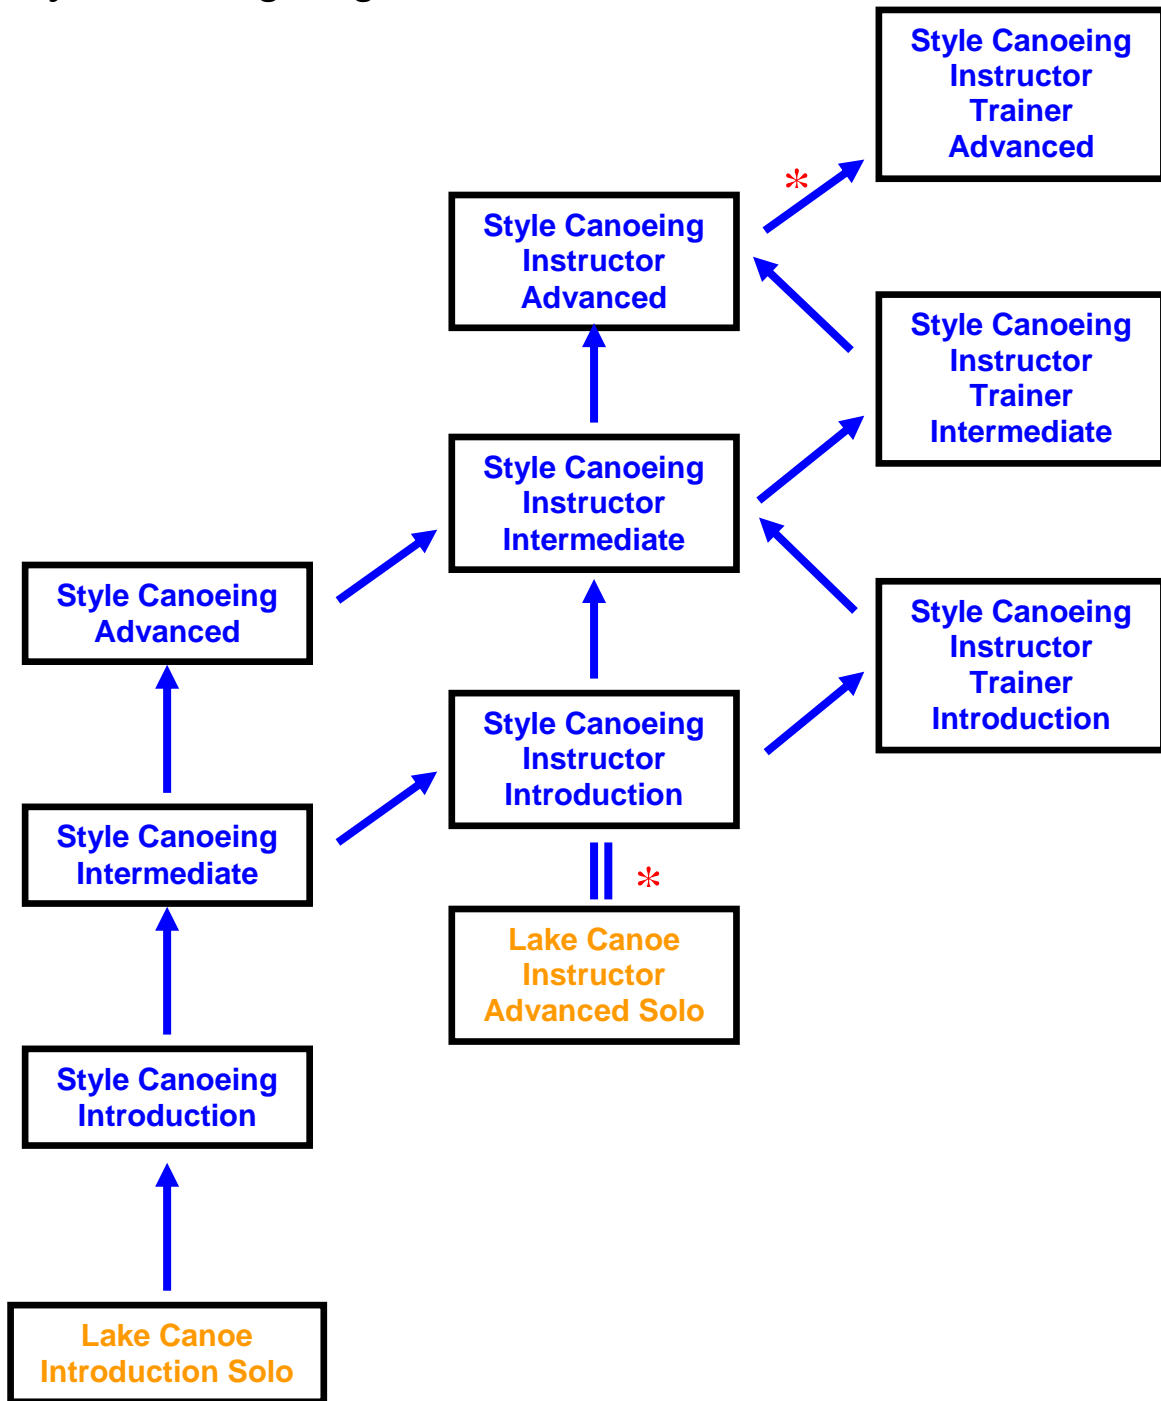 Style Canoeing
Instructor
Trainer
Advanced
*
Style Canoeing
Instructor
Advanced
Style Canoeing
Instructor
Trainer
Intermediate
Style Canoeing
Instructor
Intermediate
Style Canoeing
Advanced
Style Canoeing
Instructor
Trainer
Introduction
Style Canoeing
Instructor
Introduction
Style Canoeing
Intermediate
*
Lake Canoe
Instructor
Advanced Solo
Style Canoeing
Introduction
Lake Canoe
Introduction Solo